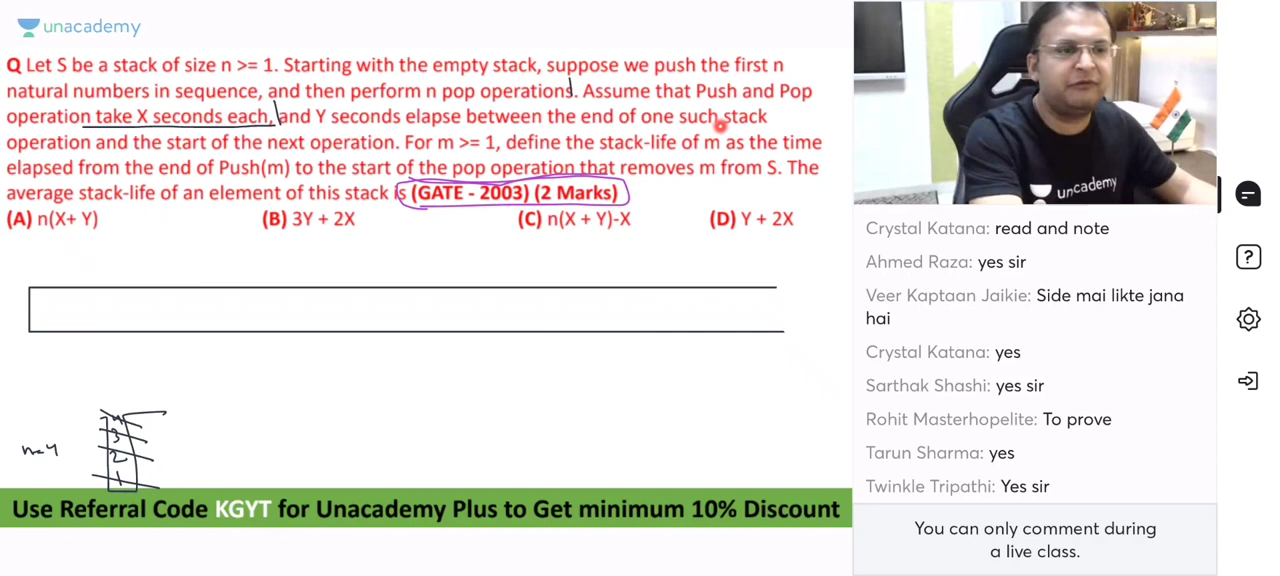 unacademy
Q Let S be a stack of size n >= 1. Starting with the empty stack, suppose we push the first n
natural numbers in sequence, and then perform n pop operations. Assume that Push and Pop
operation take X seconds each, and Y seconds elapse between the end of one such stack
operation and the start of the next operation. For m >= 1, define the stack-life of m as the time
elapsed from the end of Push(m) to the start of the pop operation that removes m from S. The
average stack-life of an element of this stack is (GATE - 2003) (2 Marks)
(A) n(X+ Y) (B) 3Y + 2X (C) n(X + Y)-X (D) Y + 2X
n=4
4
3
2
1
Use Referral Code KGYT for Unacademy Plus to Get minimum 10% Discount
unacademy
Crystal Katana: read and note
Ahmed Raza: yes sir
Veer Kaptaan Jaikie: Side mai likte jana
hai
Crystal Katana: yes
Sarthak Shashi: yes sir
Rohit Masterhopelite: To prove
Tarun Sharma: yes
Twinkle Tripathi: Yes sir
You can only comment during
a live class.